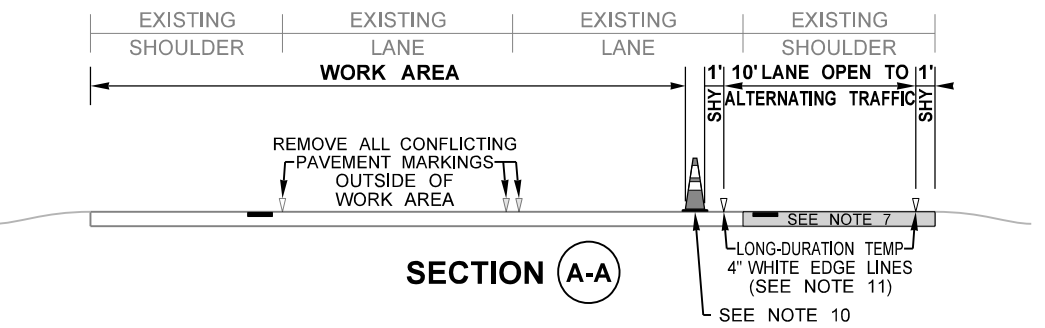 EXISTING SHOULDER
EXISTING LANE
EXISTING LANE
EXISTING SHOULDER
WORK AREA
1' SHY
10' LANE OPEN TO
ALTERNATING TRAFFIC
1' SHY
REMOVE ALL CONFLICTING
PAVEMENT MARKINGS
OUTSIDE OF
WORK AREA
SEE NOTE 7
LONG-DURATION TEMP
4" WHITE EDGE LINES
(SEE NOTE 11)
SEE NOTE 10
SECTION A-A